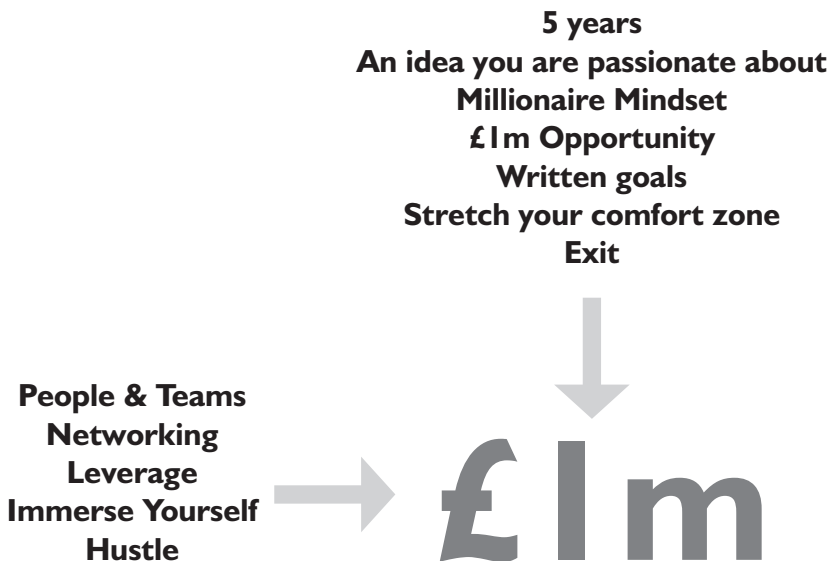 5 years
An idea you are passionate about
Millionaire Mindset
£1m Opportunity
Written goals
Stretch your comfort zone
Exit
People & Teams
Networking
Leverage
Immerse Yourself
Hustle
£1m